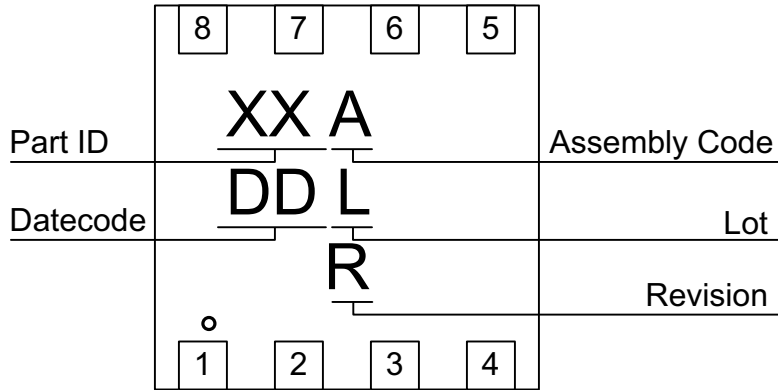 8 7 6 5
XX A
Part ID
Assembly Code
DD L
Datecode
Lot
R
Revision
1 2 3 4